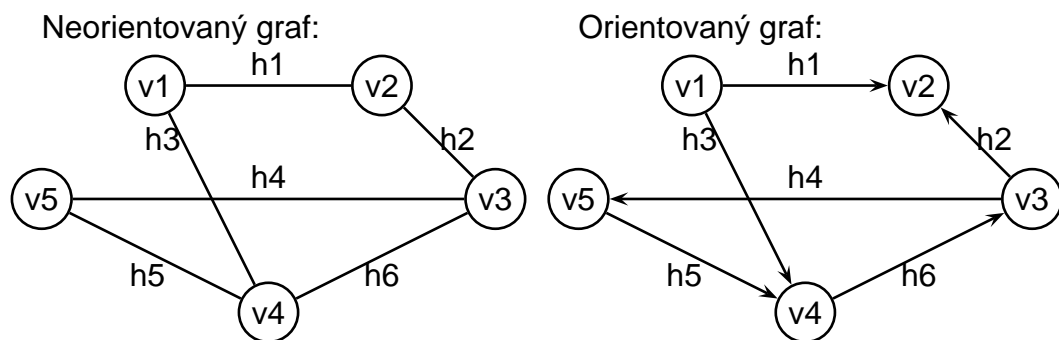 Neorientovaný graf:
h1
v1
v2
h3
h2
h4
v5
v3
h5
h6
v4
Orientovaný graf:
h1
v1
v2
h3
h2
h4
v5
v3
h5
h6
v4